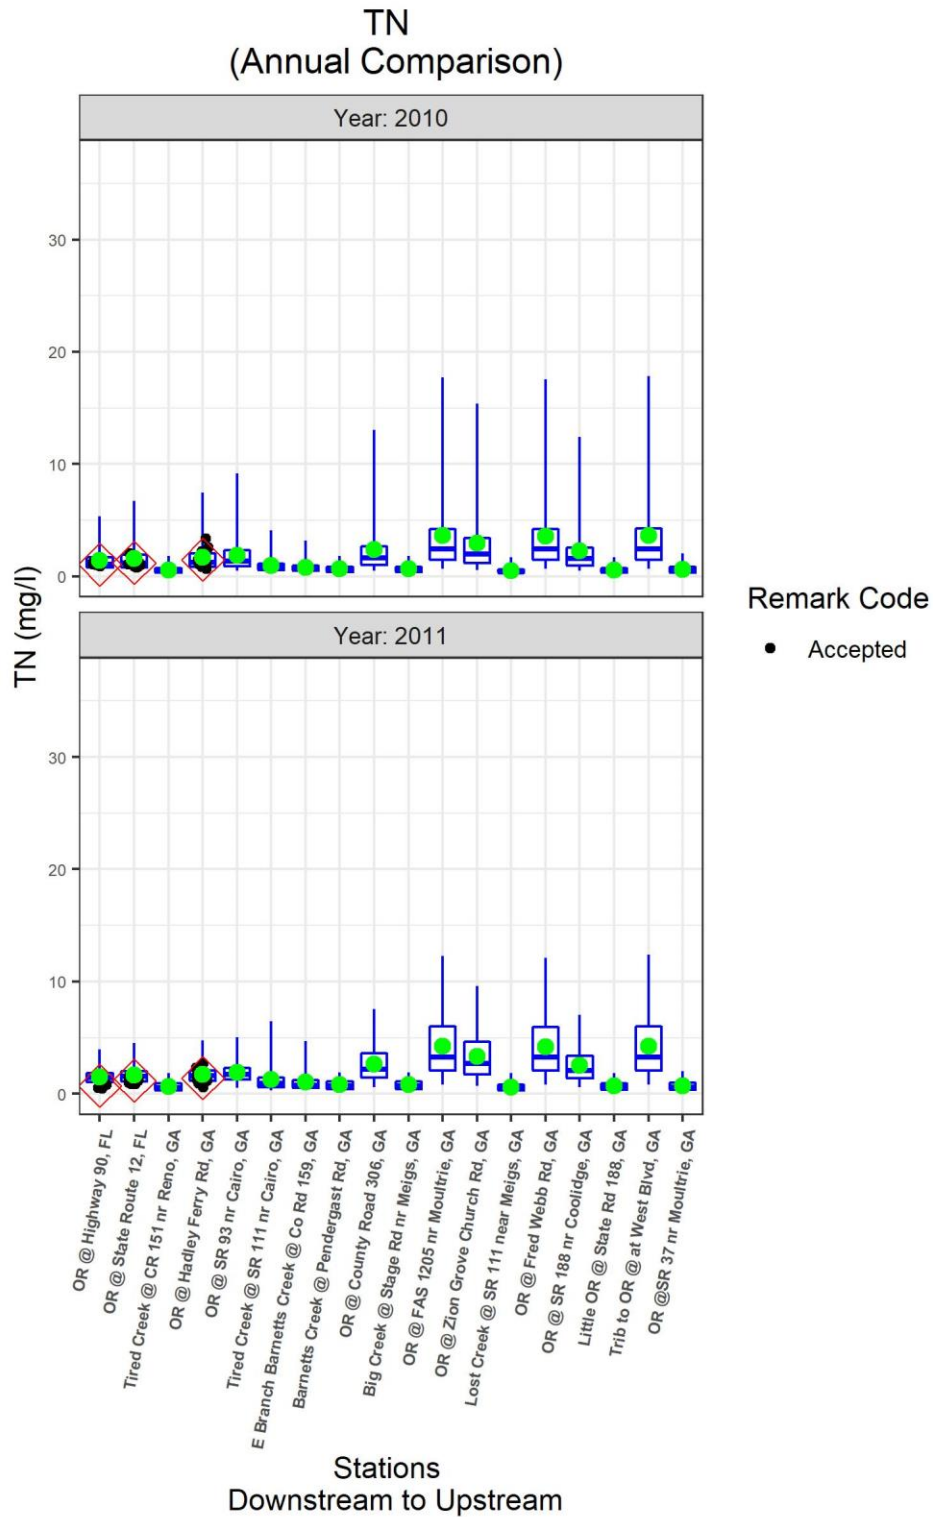 TN
(Annual Comparison)
Year: 2010
30
20
10
0
Year: 2011
30
20
10
0
TN (mg/l)
Remark Code
Accepted
OR @ Highway 90, FL
OR @ State Route 12, FL
Tired Creek @ CR 151 nr Reno, GA
OR @ Hadley Ferry Rd, GA
OR @ SR 93 nr Cairo, GA
Tired Creek @ SR 111 nr Cairo, GA
E Branch Barnetts Creek @ Co Rd 159, GA
Barnetts Creek @ Pendergast Rd, GA
OR @ County Road 306, GA
Big Creek @ Stage Rd nr Meigs, GA
OR @ FAS 1205 nr Moultrie, GA
OR @ Zion Grove Church Rd, GA
Lost Creek @ SR 111 near Meigs, GA
OR @ Fred Webb Rd, GA
OR @ SR 188 nr Coolidge, GA
Little OR @ State Rd 188, GA
Trib to OR @ at West Blvd, GA
OR @SR 37 nr Moultrie, GA
Stations
Downstream to Upstream